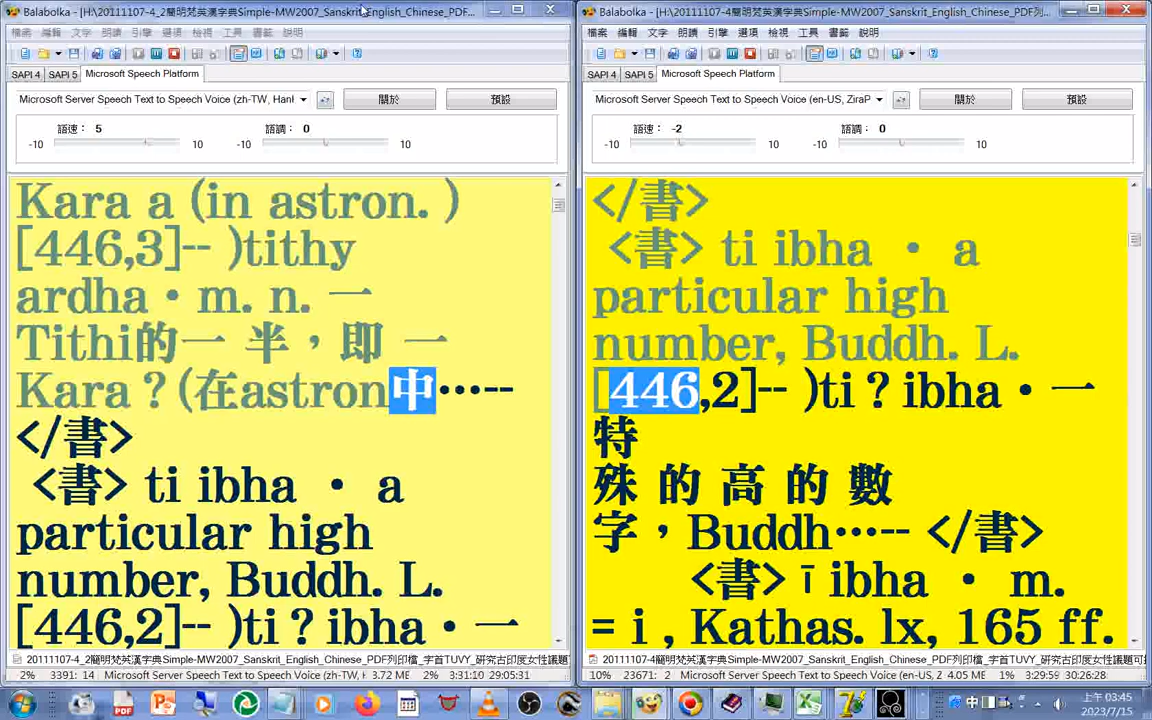 Balabolka - [H:\20111107-4_2簡明梵英漢字典Simple-MW2007_Sanskrit_English_Chinese_PDF...
檔案 編輯 文字 朗讀 引擎 選項 檢視 工具 書籤 說明
SAPI 4 SAPI 5 Microsoft Speech Platform
Microsoft Server Speech Text to Speech Voice (zh-TW, Hanl
關於 預設
語速： 5 語調： 0
-10 10 -10 10
Kara a (in astron. )
[446,3]-- )tithy
ardha‧m. n. 一
Tithi的一 半，即 一
Kara？(在astron中…--
</書>
<書> ti ibha ‧ a
particular high
number, Buddh. L.
[446,2]-- )ti？ibha‧一
20111107-4_2簡明梵英漢字典Simple-MW2007_Sanskrit_English_Chinese_PDF列印檔_字首TUVY_研究古印度女性議題
2% 3391: 14 Microsoft Server Speech Text to Speech Voice (zh-TW, H 3.72 MB 2% 3:31:10 29:05:31
Balabolka - [H:\20111107-4簡明梵英漢字典Simple-MW2007_Sanskrit_English_Chinese_PDF列...
檔案 編輯 文字 朗讀 引擎 選項 檢視 工具 書籤 說明
SAPI 4 SAPI 5 Microsoft Speech Platform
Microsoft Server Speech Text to Speech Voice (en-US, ZiraP
關於 預設
語速： -2 語調： 0
-10 10 -10 10
</書>
<書> ti ibha ‧ a
particular high
number, Buddh. L.
[446,2]-- )ti？ibha‧一
特
殊 的 高 的 數
字，Buddh…-- </書>
<書> ī ibha ‧ m.
= i , Kathas. lx, 165 ff.
20111107-4簡明梵英漢字典Simple-MW2007_Sanskrit_English_Chinese_PDF列印檔_字首TUVY_研究古印度女性議題可
10% 23671: 2 Microsoft Server Speech Text to Speech Voice (en-US, z 4.05 MB 1% 3:29:59 30:26:28
中
上午 03:45
2023/7/15